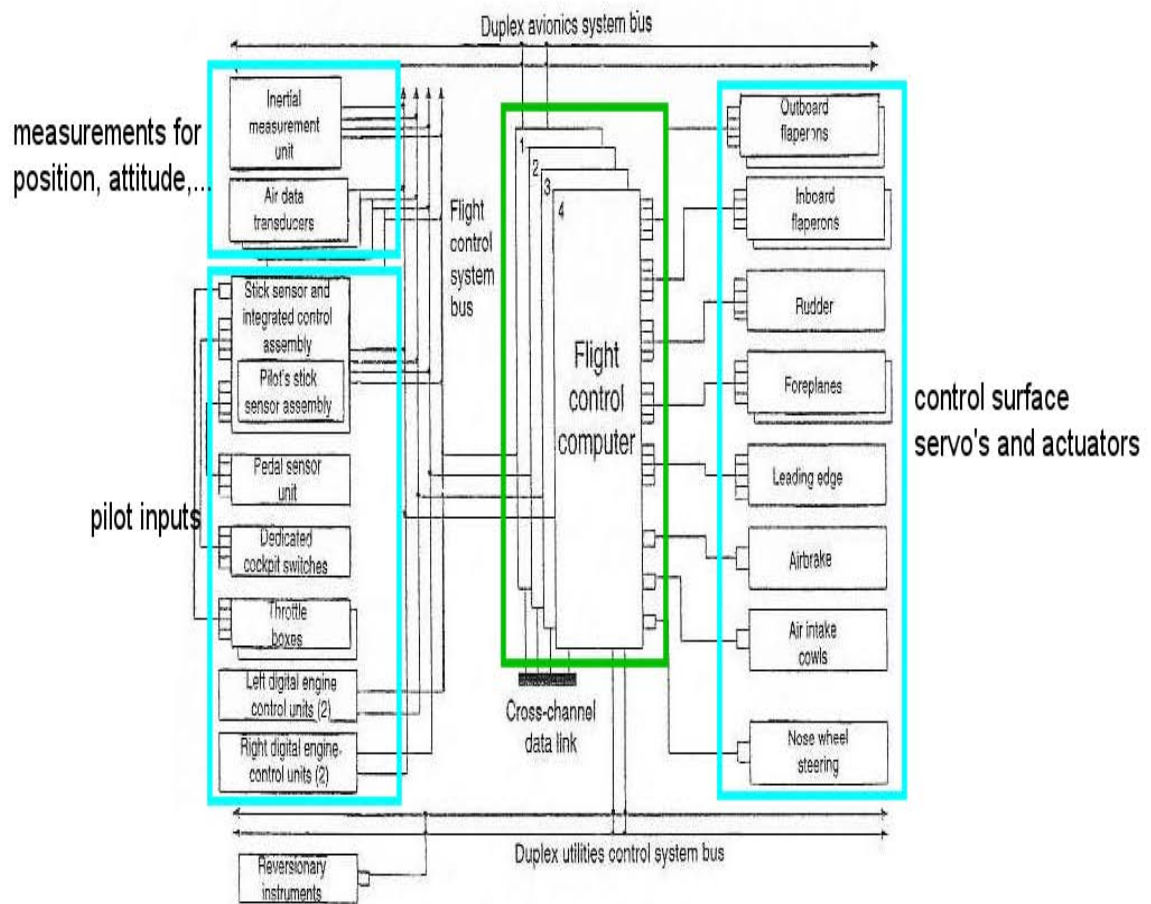 Duplex avionics system bus
measurements for
position, attitude,...
Inertial
measurement
unit
Air data
transducers
Flight
control
system
bus
pilot inputs
Stick sensor and
integrated control
assembly
Pilot's stick
sensor assembly
Pedal sensor
unit
Dedicated
cockpit switches
Throttle
boxes
Left digital engine
control units (2)
Right digital engine-
control units (2)
1
2
3
4
Flight
control
computer
Cross-channel
data link
Outboard
flaperons
Inboard
flaperons
Rudder
Foreplanes
Leading edge
Airbrake
Air intake
cowls
Nose wheel
steering
control surface
servo's and actuators
Duplex utilities control system bus
Reversionary
instruments